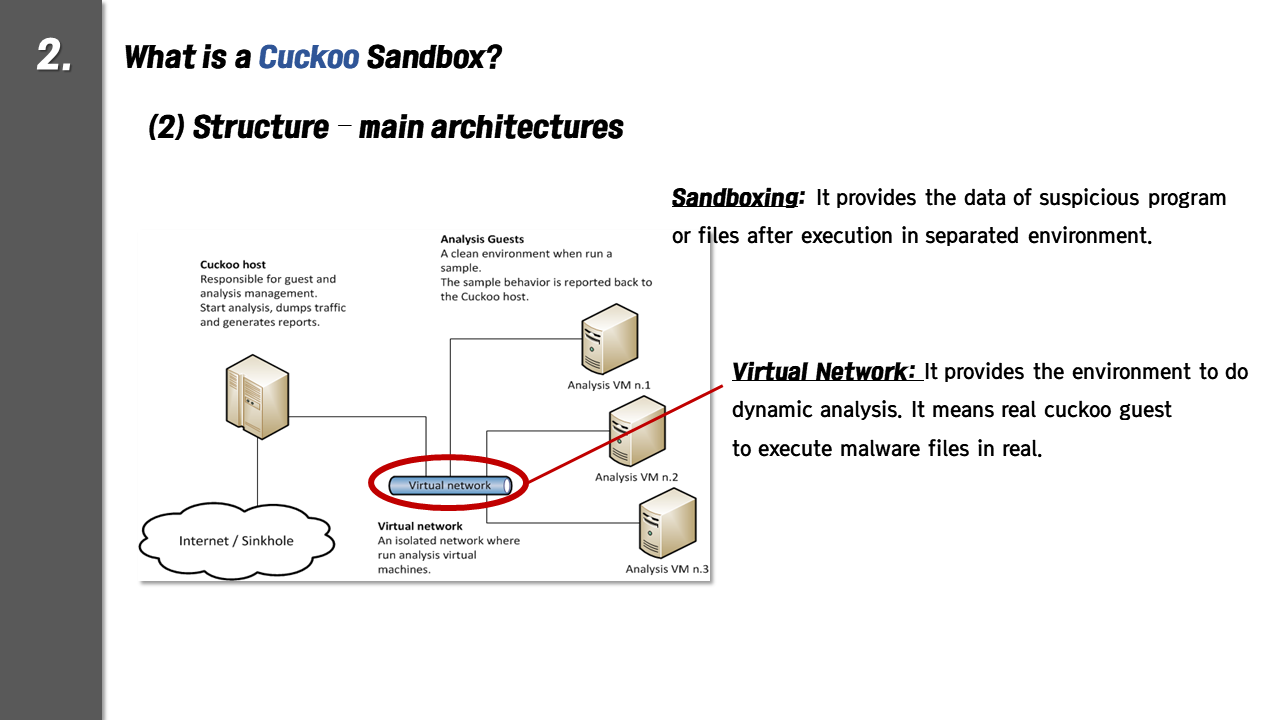 2.
What is a Cuckoo Sandbox?
(2) Structure – main architectures
Sandboxing: It provides the data of suspicious program
or files after execution in separated environment.
Analysis Guests
A clean environment when run a
sample.
The sample behavior is reported back to
the Cuckoo host.
Cuckoo host
Responsible for guest and
analysis management.
Start analysis, dumps traffic
and generates reports.
Analysis VM n.1
Virtual Network: It provides the environment to do
dynamic analysis. It means real cuckoo guest
to execute malware files in real.
Analysis VM n.2
Virtual network
Virtual network
An isolated network where
run analysis virtual
machines.
Internet / Sinkhole
Analysis VM n.3